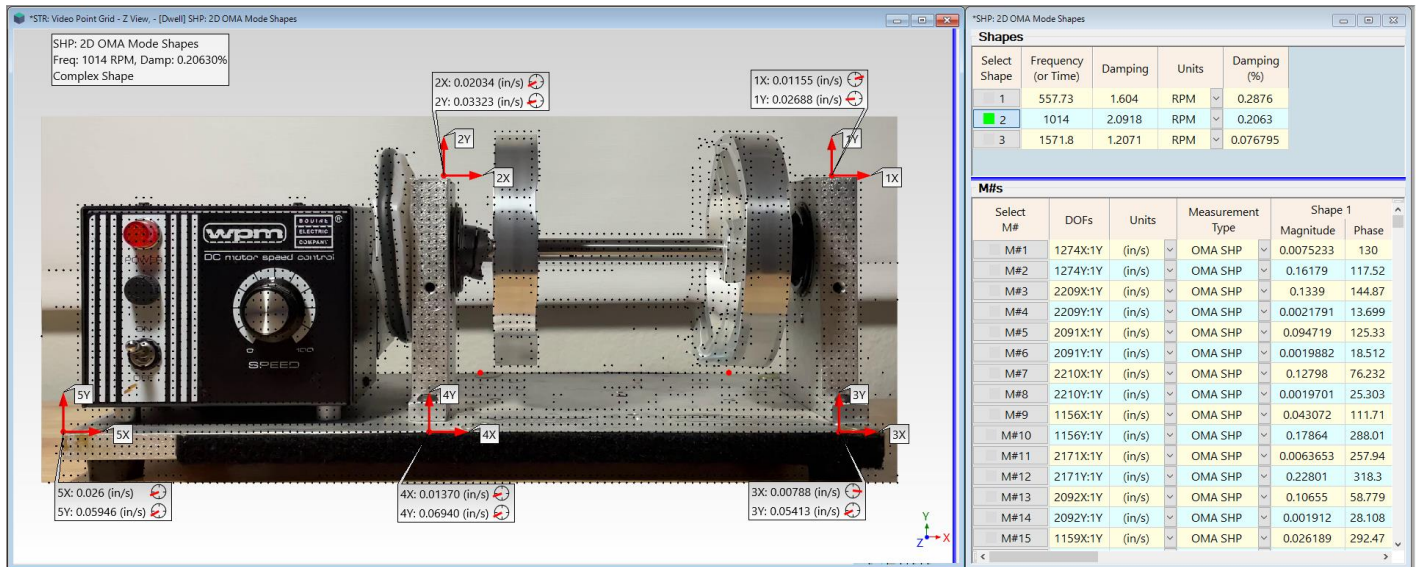 *STR: Video Point Grid - Z View, - [Dwell] SHP: 2D OMA Mode Shapes
SHP: 2D OMA Mode Shapes
Freq: 1014 RPM, Damp: 0.20630%
Complex Shape
2X: 0.02034 (in/s)
2Y: 0.03323 (in/s)
1X: 0.01155 (in/s)
1Y: 0.02688 (in/s)
2Y
2X
1Y
1X
wpm
BODINE ®
ELECTRIC
COMPANY
DC motor speed control
POWER
0 100
SPEED
5Y
5X
4Y
4X
3Y
3X
5X: 0.026 (in/s)
5Y: 0.05946 (in/s)
4X: 0.01370 (in/s)
4Y: 0.06940 (in/s)
3X: 0.00788 (in/s)
3Y: 0.05413 (in/s)
Y
Z X
*SHP: 2D OMA Mode Shapes
Shapes
Select Shape Frequency (or Time) Damping Units Damping (%)
1 557.73 1.604 RPM 0.2876
2 1014 2.0918 RPM 0.2063
3 1571.8 1.2071 RPM 0.076795
M#s
Select M# DOFs Units Measurement Type Shape 1
Magnitude Phase
M#1 1274X:1Y (in/s) OMA SHP 0.0075233 130
M#2 1274Y:1Y (in/s) OMA SHP 0.16179 117.52
M#3 2209X:1Y (in/s) OMA SHP 0.1339 144.87
M#4 2209Y:1Y (in/s) OMA SHP 0.0021791 13.699
M#5 2091X:1Y (in/s) OMA SHP 0.094719 125.33
M#6 2091Y:1Y (in/s) OMA SHP 0.0019882 18.512
M#7 2210X:1Y (in/s) OMA SHP 0.12798 76.232
M#8 2210Y:1Y (in/s) OMA SHP 0.0019701 25.303
M#9 1156X:1Y (in/s) OMA SHP 0.043072 111.71
M#10 1156Y:1Y (in/s) OMA SHP 0.17864 288.01
M#11 2171X:1Y (in/s) OMA SHP 0.0063653 257.94
M#12 2171Y:1Y (in/s) OMA SHP 0.22801 318.3
M#13 2092X:1Y (in/s) OMA SHP 0.10655 58.779
M#14 2092Y:1Y (in/s) OMA SHP 0.001912 28.108
M#15 1159X:1Y (in/s) OMA SHP 0.026189 292.47